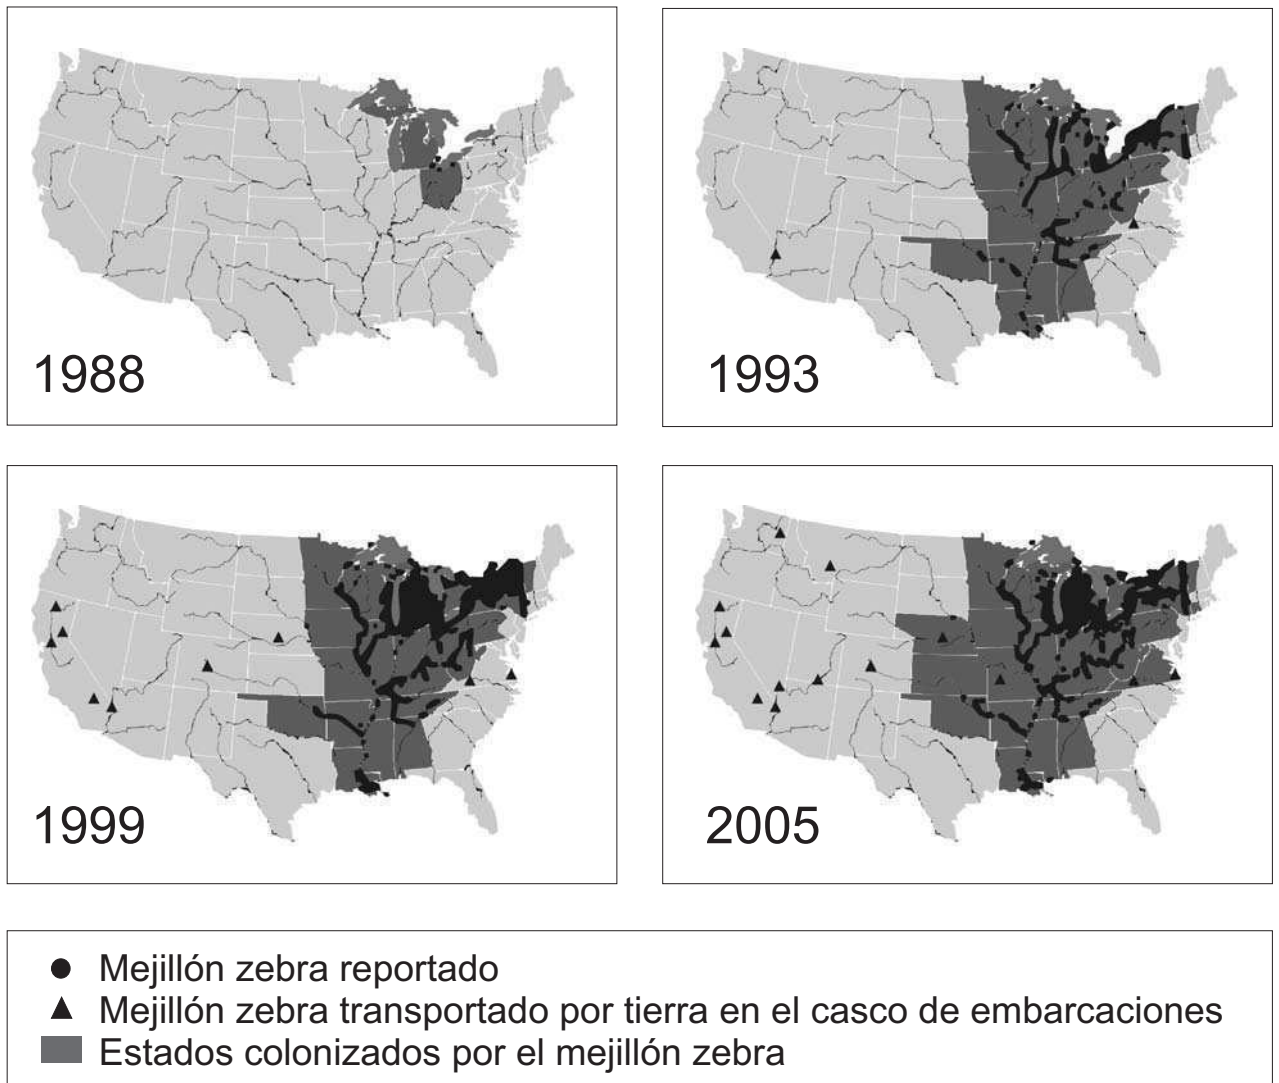 1988
1993
1999
2005
Mejillón zebra reportado
Mejillón zebra transportado por tierra en el casco de embarcaciones
Estados colonizados por el mejillón zebra